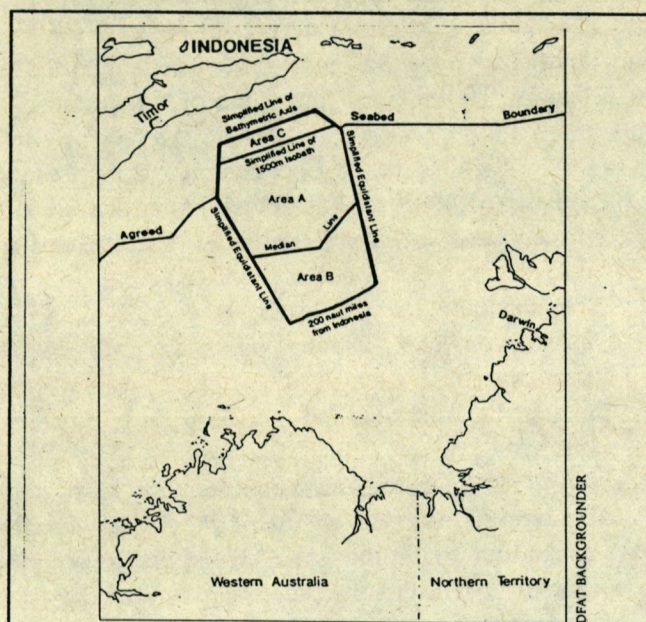 INDONESIA
Timor
Simplified Line of
Bathymetric Axis
Seabed
Boundary
Area C
Simplified Line of
1500m Isobath
Area A
Simplified Equidistant Line
Agreed
Simplified Equidistant Line
Median
Line
Area B
200 naut miles
from Indonesia
Darwin
Western Australia
Northern Territory
DFAT BACKGROUNDER